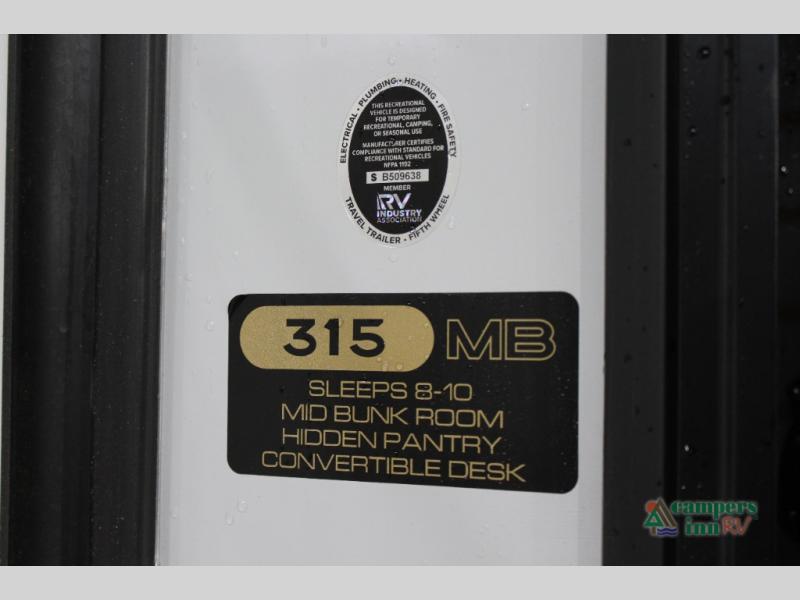 ELECTRICAL • PLUMBING • HEATING • FIRE SAFETY
THIS RECREATIONAL
VEHICLE IS DESIGNED
FOR TEMPORARY
RECREATIONAL, CAMPING,
OR SEASONAL USE
MANUFACTURER CERTIFIES
COMPLIANCE WITH STANDARD FOR
RECREATIONAL VEHICLES
NFPA 1192
S B509638
MEMBER
RV
INDUSTRY
ASSOCIATION
TRAVEL TRAILER • FIFTH WHEEL
315 MB
SLEEPS 8-10
MID BUNK ROOM
HIDDEN PANTRY
CONVERTIBLE DESK
campers
inn RV